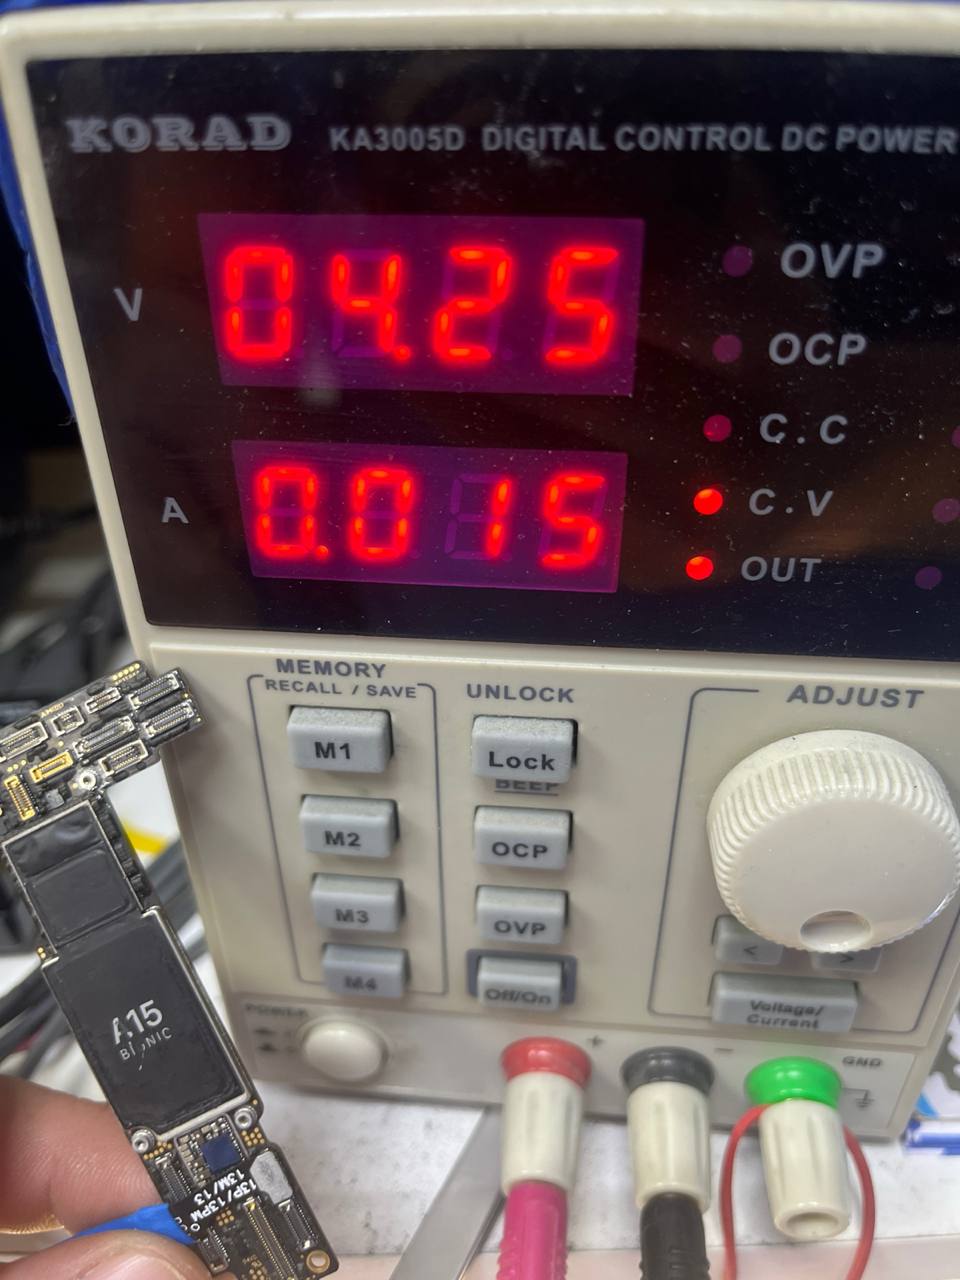 KORAD KA3005D DIGITAL CONTROL DC POWER
V 04.25
A 0.015
OVP
OCP
C.C
C.V
OUT
MEMORY
RECALL / SAVE
UNLOCK
ADJUST
M1
Lock
BEEP
M2
OCP
M3
OVP
M4
Off/On
< >
Voltage/
Current
POWER
+
−
GND
A15
BIONIC
13P/13PM
13M/13